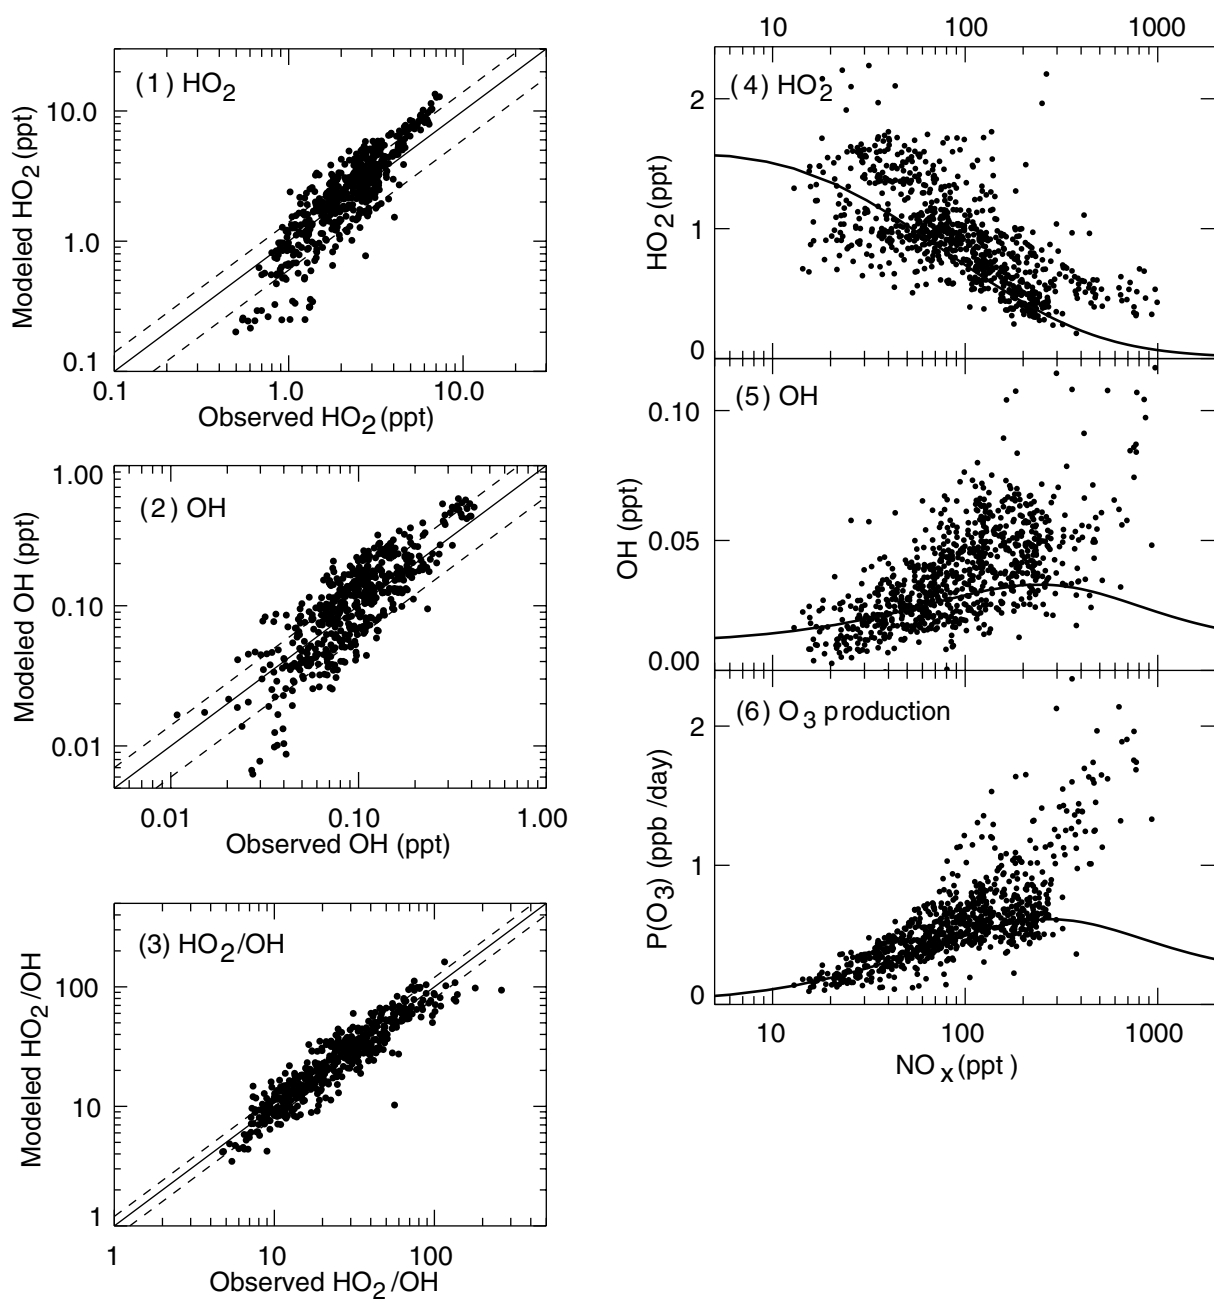 (1) HO2
Modeled HO2 (ppt)
10.0
1.0
0.1
0.1 1.0 10.0
Observed HO2 (ppt)
(2) OH
Modeled OH (ppt)
1.00
0.10
0.01
0.01 0.10 1.00
Observed OH (ppt)
(3) HO2/OH
Modeled HO2/OH
100
10
1
1 10 100
Observed HO2/OH
10 100 1000
(4) HO2
HO2 (ppt)
2
1
0
(5) OH
OH (ppt)
0.10
0.05
0.00
(6) O3 production
P(O3) (ppb/day)
2
1
0
10 100 1000
NOx (ppt)